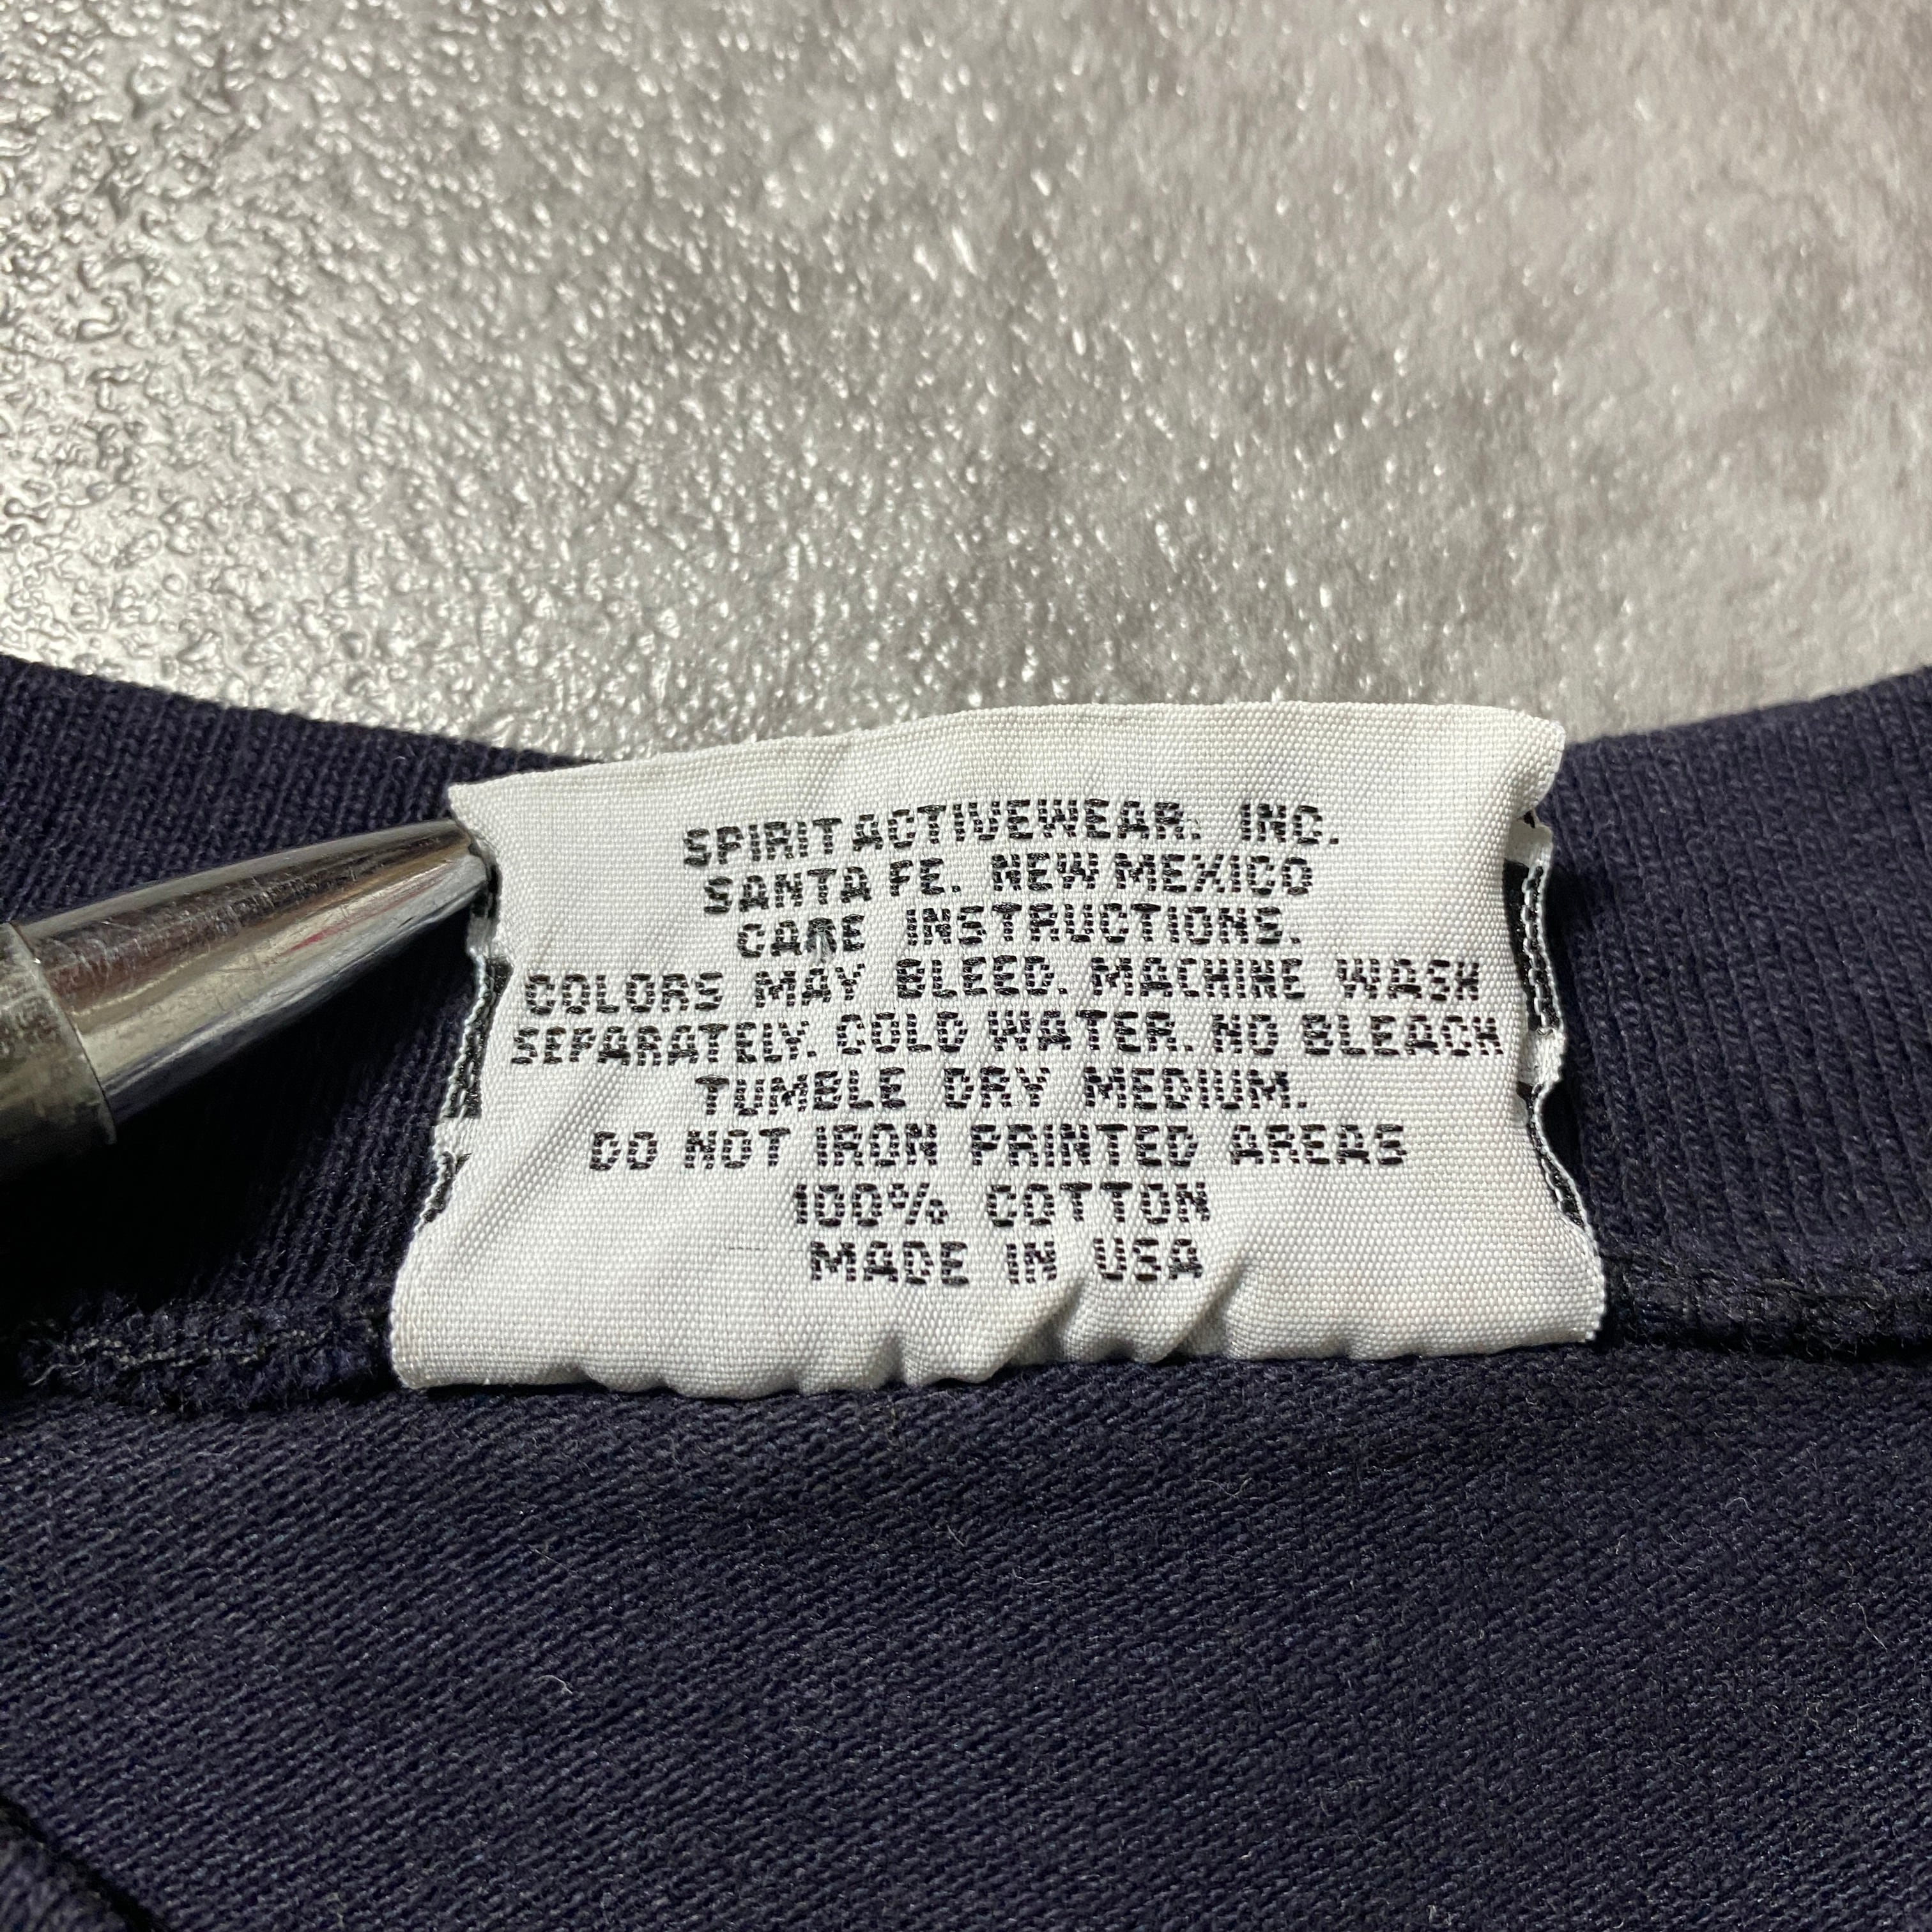 SPIRIT ACTIVEWEAR. INC.
SANTA FE. NEW MEXICO
CARE INSTRUCTIONS.
COLORS MAY BLEED. MACHINE WASH
SEPARATELY. COLD WATER. NO BLEACH
TUMBLE DRY MEDIUM.
DO NOT IRON PRINTED AREAS
100% COTTON
MADE IN USA